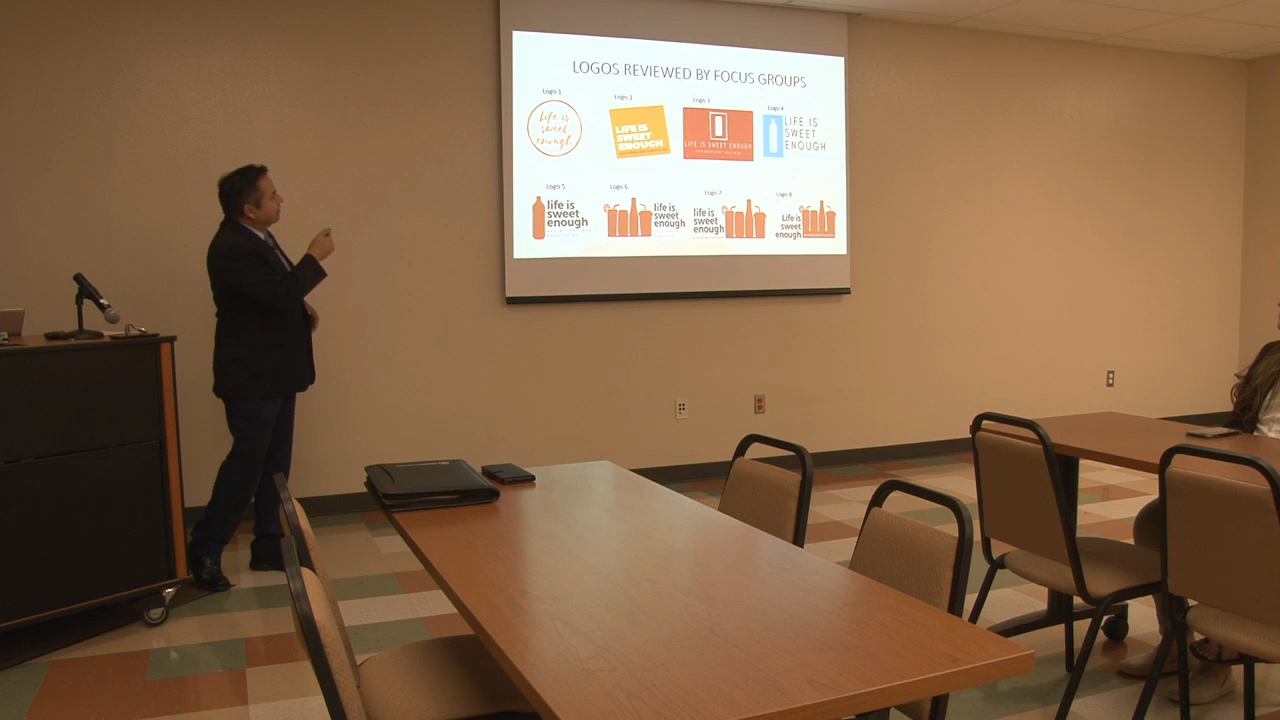 LOGOS REVIEWED BY FOCUS GROUPS
Logo 1
Logo 2
Logo 3
Logo 4
Life is
sweet
enough
LIFE IS
SWEET
ENOUGH
LIFE IS SWEET ENOUGH
LIFE IS
SWEET
ENOUGH
Logo 5
Logo 6
Logo 7
Logo 8
life is
sweet
enough
life is
sweet
enough
life is
sweet
enough
Life is
sweet
enough